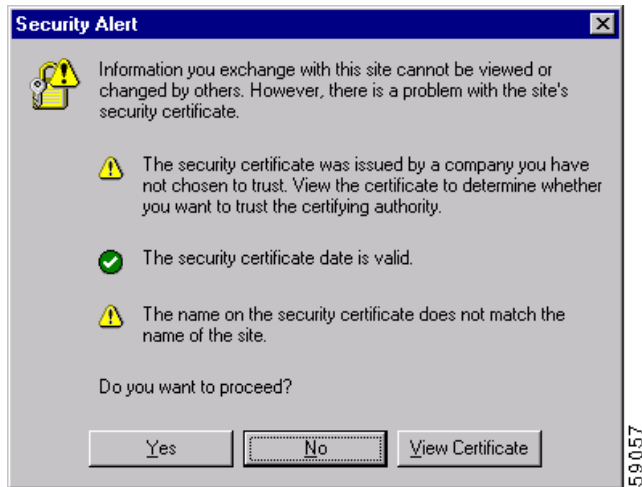 Security Alert
Information you exchange with this site cannot be viewed or
changed by others. However, there is a problem with the site's
security certificate.
The security certificate was issued by a company you have
not chosen to trust. View the certificate to determine whether
you want to trust the certifying authority.
The security certificate date is valid.
The name on the security certificate does not match the
name of the site.
Do you want to proceed?
Yes
No
View Certificate
59057